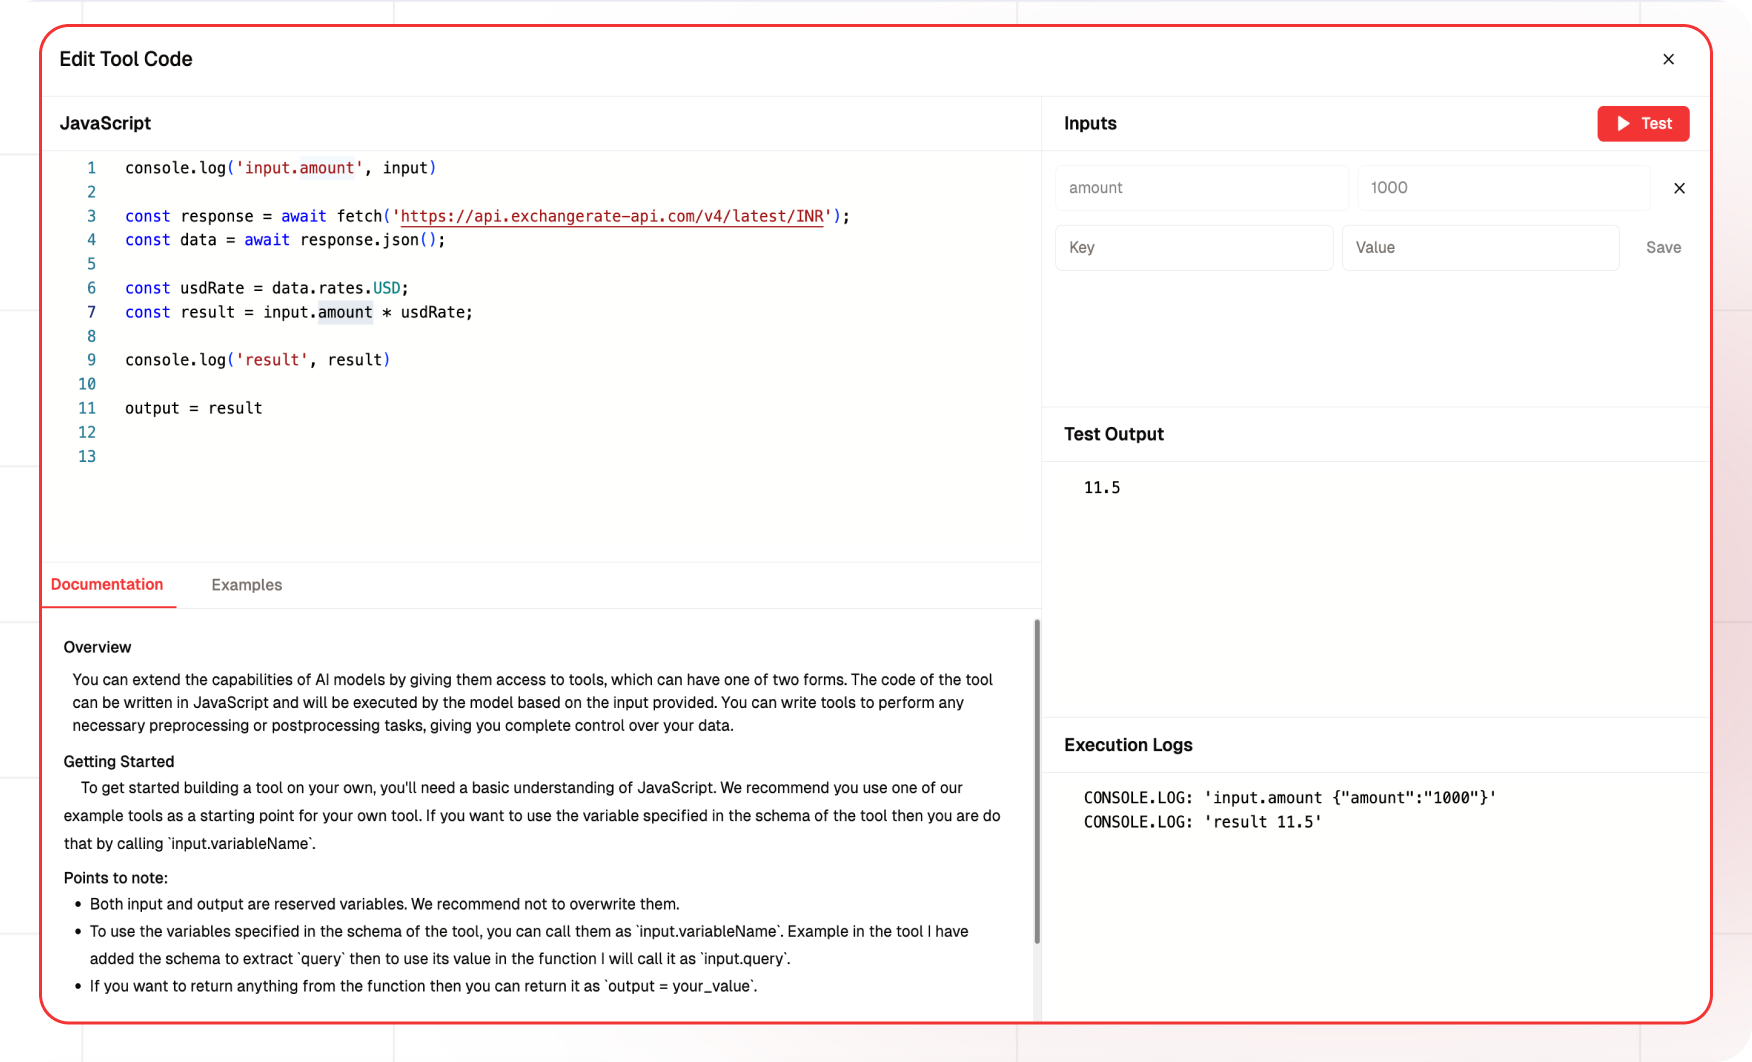 Edit Tool Code
JavaScript
1 console.log('input.amount', input)
2
3 const response = await fetch('https://api.exchangerate-api.com/v4/latest/INR');
4 const data = await response.json();
5
6 const usdRate = data.rates.USD;
7 const result = input.amount * usdRate;
8
9 console.log('result', result)
10
11 output = result
12
13
Documentation Examples
Overview
You can extend the capabilities of AI models by giving them access to tools, which can have one of two forms. The code of the tool
can be written in JavaScript and will be executed by the model based on the input provided. You can write tools to perform any
necessary preprocessing or postprocessing tasks, giving you complete control over your data.
Getting Started
To get started building a tool on your own, you'll need a basic understanding of JavaScript. We recommend you use one of our
example tools as a starting point for your own tool. If you want to use the variable specified in the schema of the tool then you are do
that by calling `input.variableName`.
Points to note:
• Both input and output are reserved variables. We recommend not to overwrite them.
• To use the variables specified in the schema of the tool, you can call them as `input.variableName`. Example in the tool I have
added the schema to extract `query` then to use its value in the function I will call it as `input.query`.
• If you want to return anything from the function then you can return it as `output = your_value`.
Inputs
Test
amount 1000
Key Value Save
Test Output
11.5
Execution Logs
CONSOLE.LOG: 'input.amount {"amount":"1000"}'
CONSOLE.LOG: 'result 11.5'